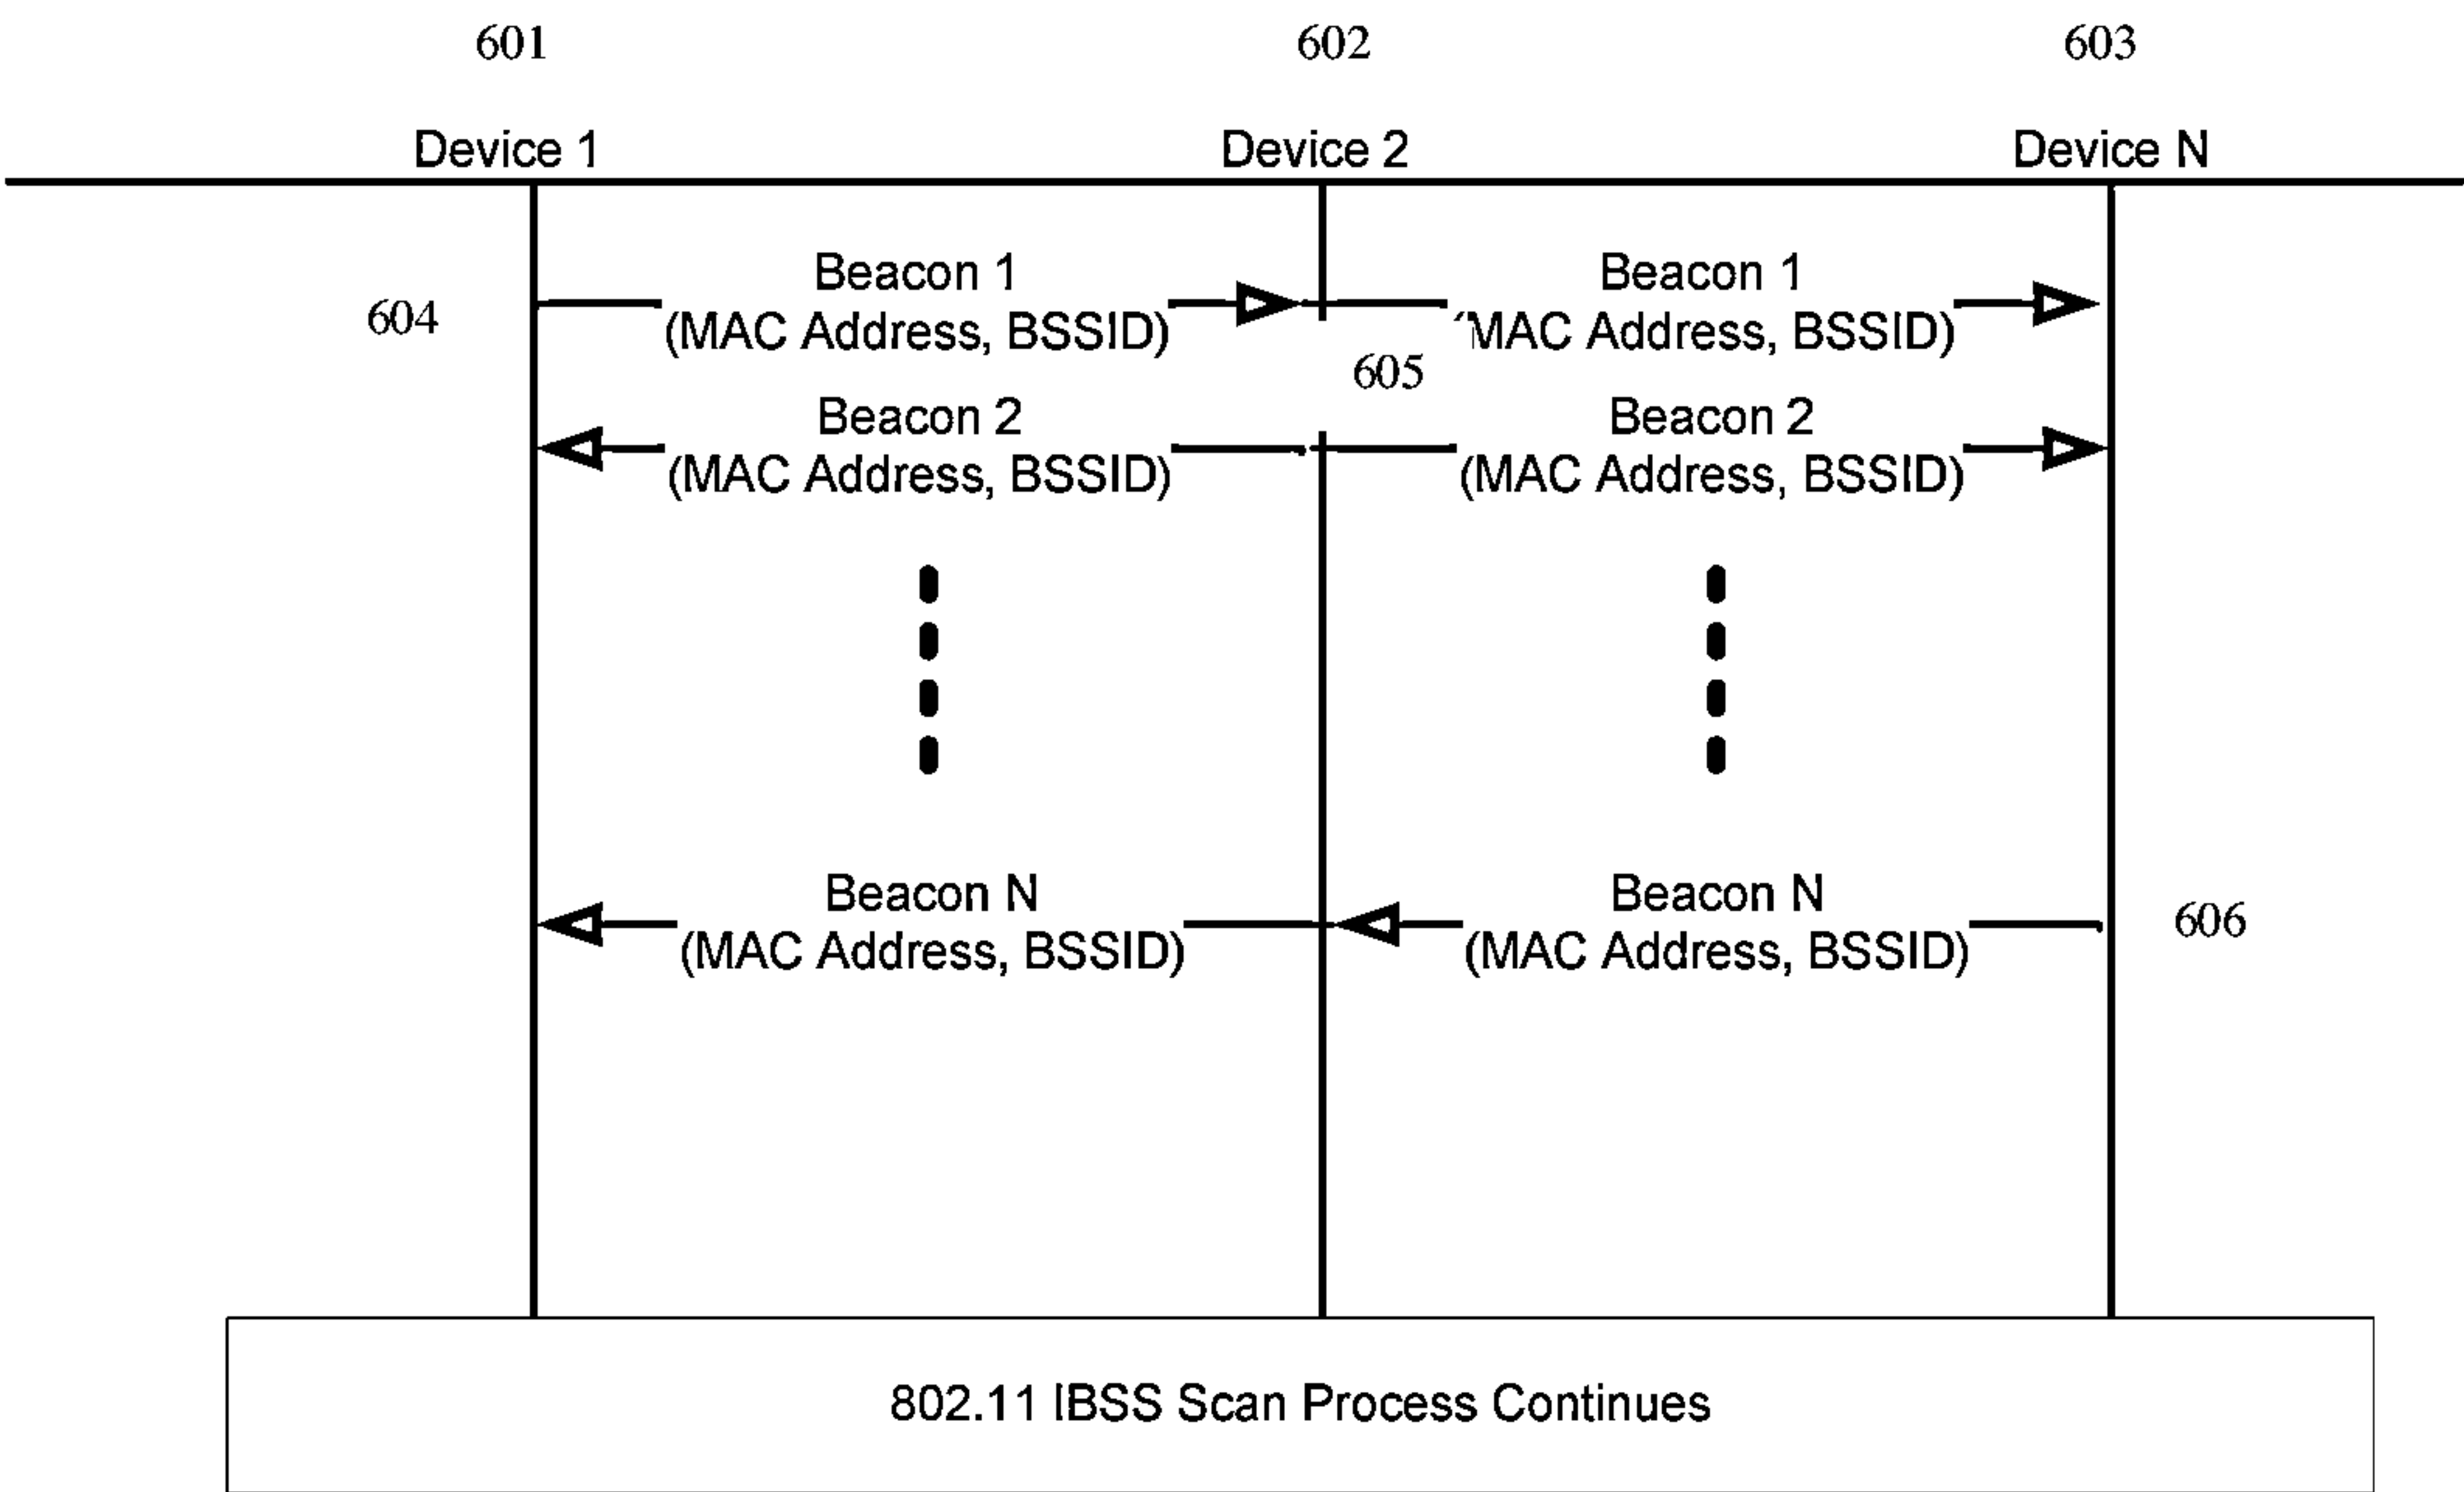 601
602
603
Device 1
Device 2
Device N
Beacon 1
(MAC Address, BSSID)
Beacon 1
MAC Address, BSSID)
604
605
Beacon 2
(MAC Address, BSSID)
Beacon 2
(MAC Address, BSSID)
Beacon N
(MAC Address, BSSID)
Beacon N
(MAC Address, BSSID)
606
802.11 IBSS Scan Process Continues